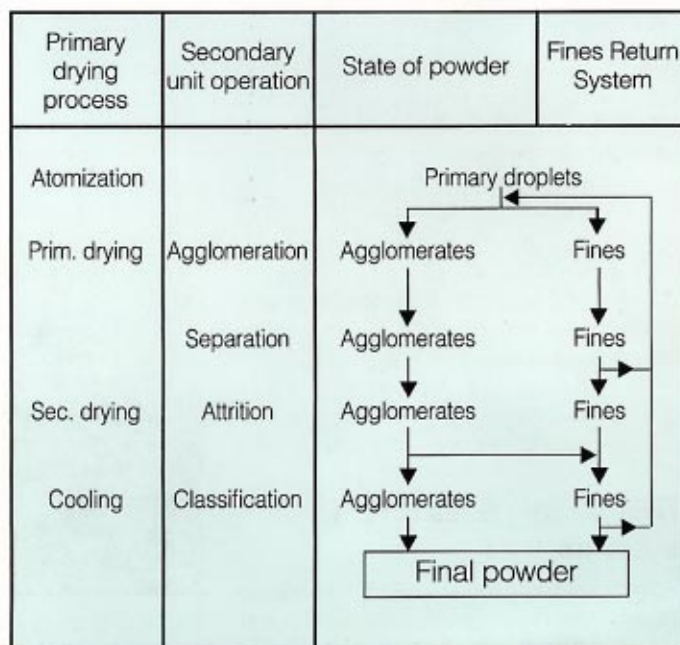 Primary
drying
process
Secondary
unit operation
State of powder
Fines Return
System
Atomization
Primary droplets
Prim. drying
Agglomeration
Agglomerates
Fines
Separation
Agglomerates
Fines
Sec. drying
Attrition
Agglomerates
Fines
Cooling
Classification
Agglomerates
Fines
Final powder